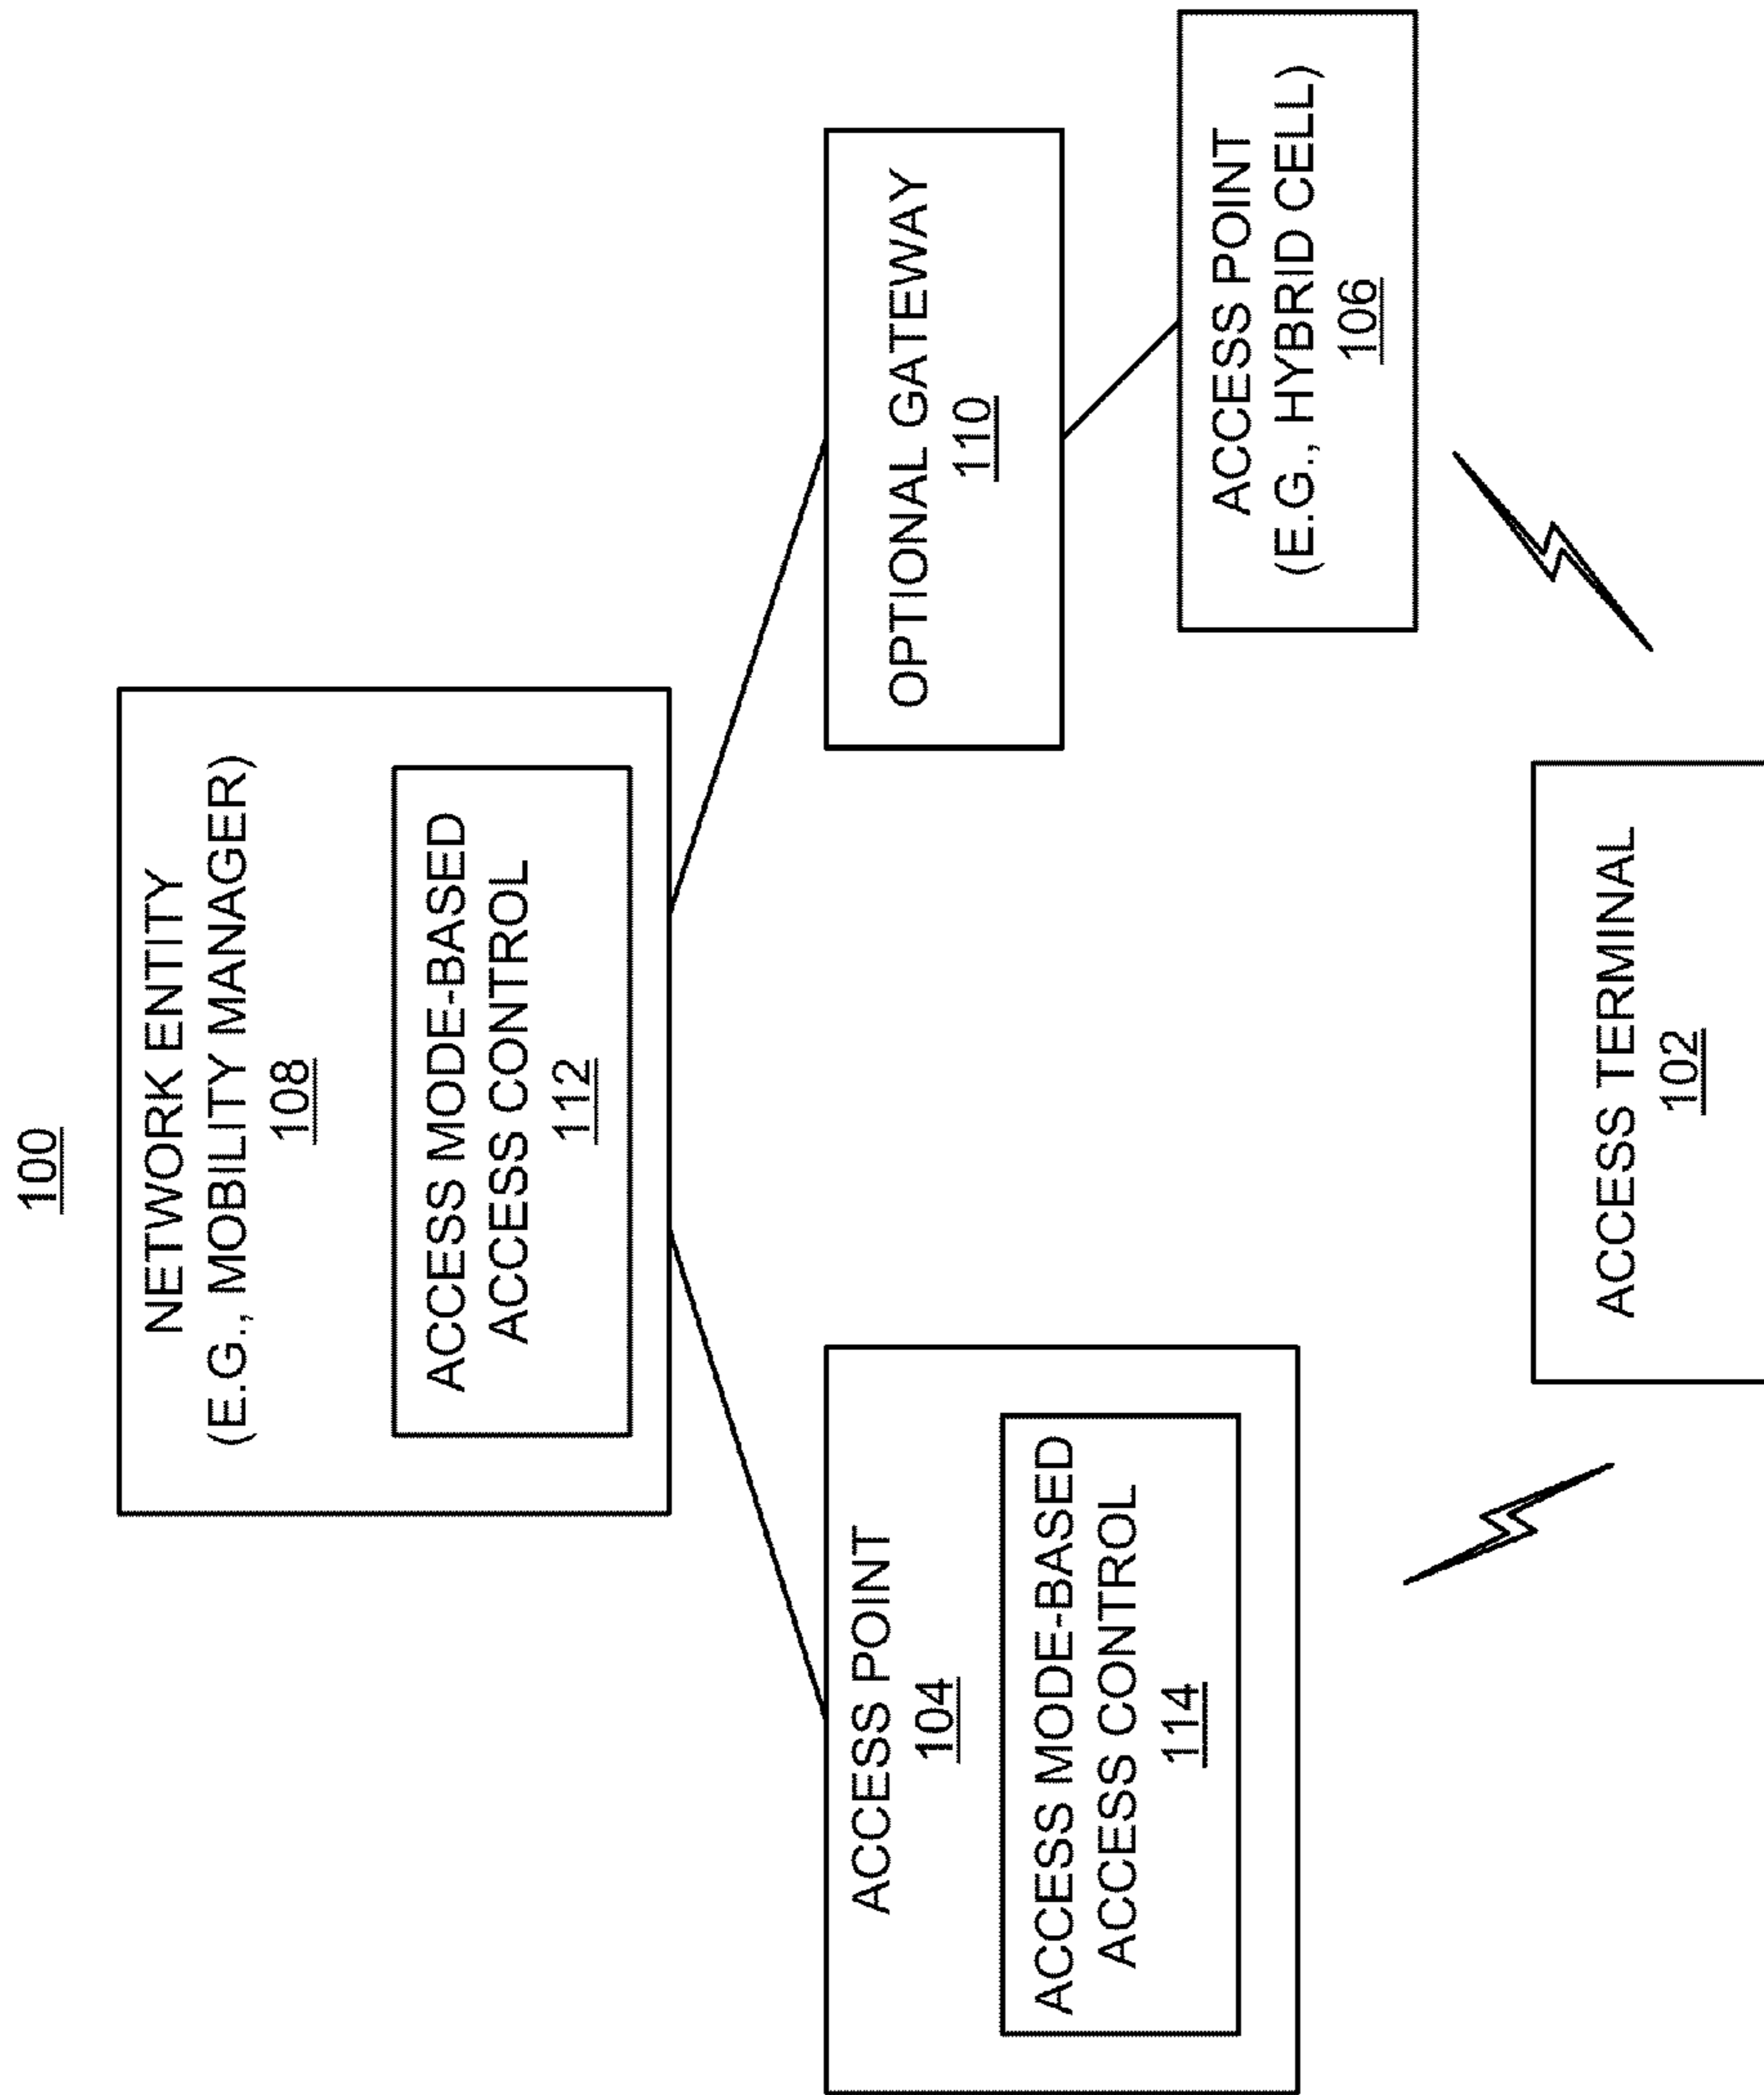 100
NETWORK ENTITY
(E.G., MOBILITY MANAGER)
108
ACCESS MODE-BASED
ACCESS CONTROL
112
ACCESS POINT
104
ACCESS MODE-BASED
ACCESS CONTROL
114
OPTIONAL GATEWAY
110
ACCESS POINT
(E.G., HYBRID CELL)
106
ACCESS TERMINAL
102